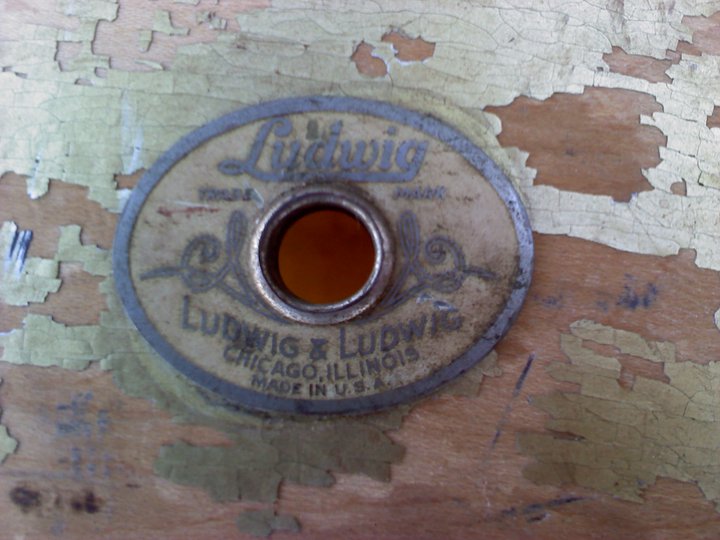 Ludwig
TRADE MARK
LUDWIG & LUDWIG
CHICAGO, ILLINOIS
MADE IN U.S.A.